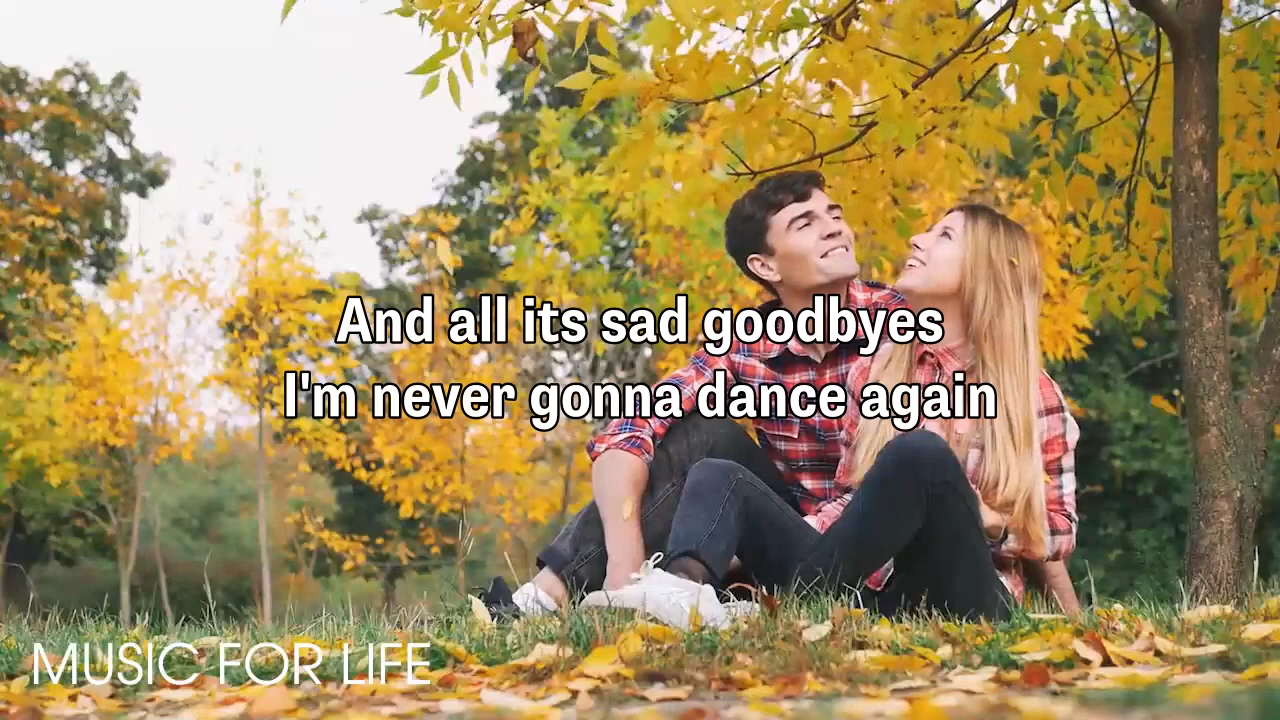 And all its sad goodbyes
I'm never gonna dance again
MUSIC FOR LIFE